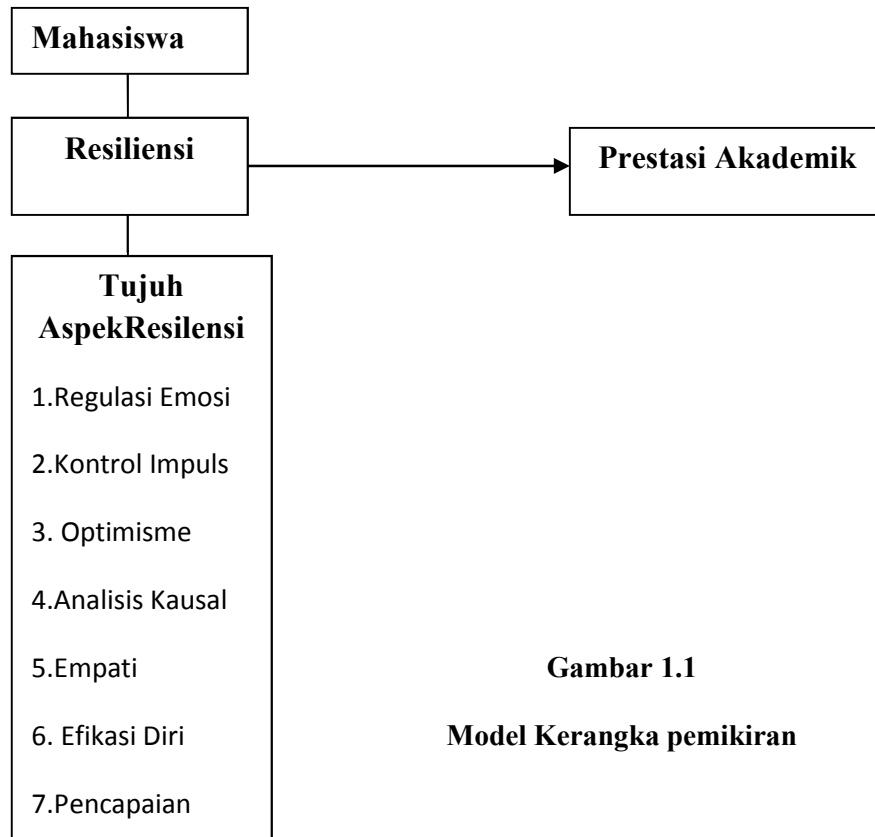 Mahasiswa
Resiliensi
Prestasi Akademik
Tujuh
AspekResilensi
1.Regulasi Emosi
2.Kontrol Impuls
3. Optimisme
4.Analisis Kausal
5.Empati
6. Efikasi Diri
7.Pencapaian
Gambar 1.1
Model Kerangka pemikiran